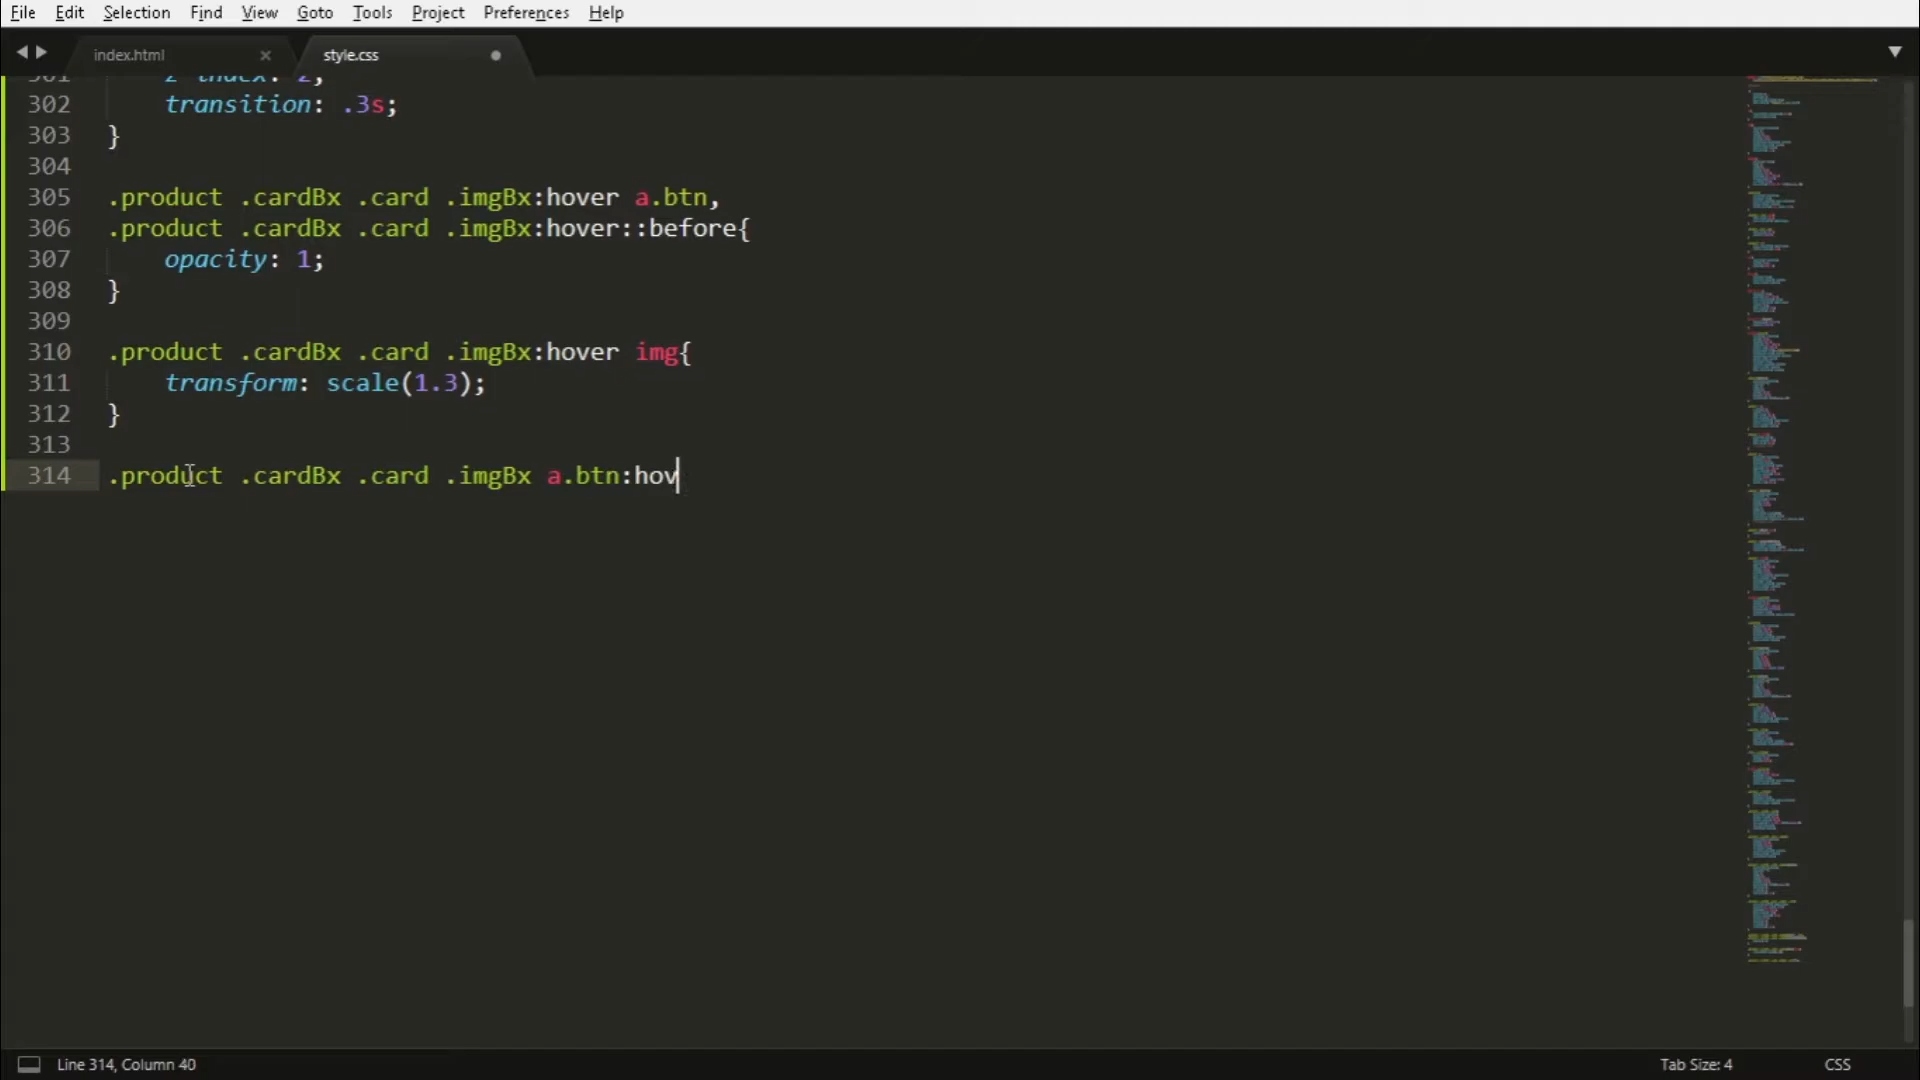 File Edit Selection Find View Goto Tools Project Preferences Help
index.html × style.css
301 z-index: 2;
302 transition: .3s;
303 }
304
305 .product .cardBx .card .imgBx:hover a.btn,
306 .product .cardBx .card .imgBx:hover::before{
307 opacity: 1;
308 }
309
310 .product .cardBx .card .imgBx:hover img{
311 transform: scale(1.3);
312 }
313
314 .product .cardBx .card .imgBx a.btn:hov
Line 314, Column 40 Tab Size: 4 CSS